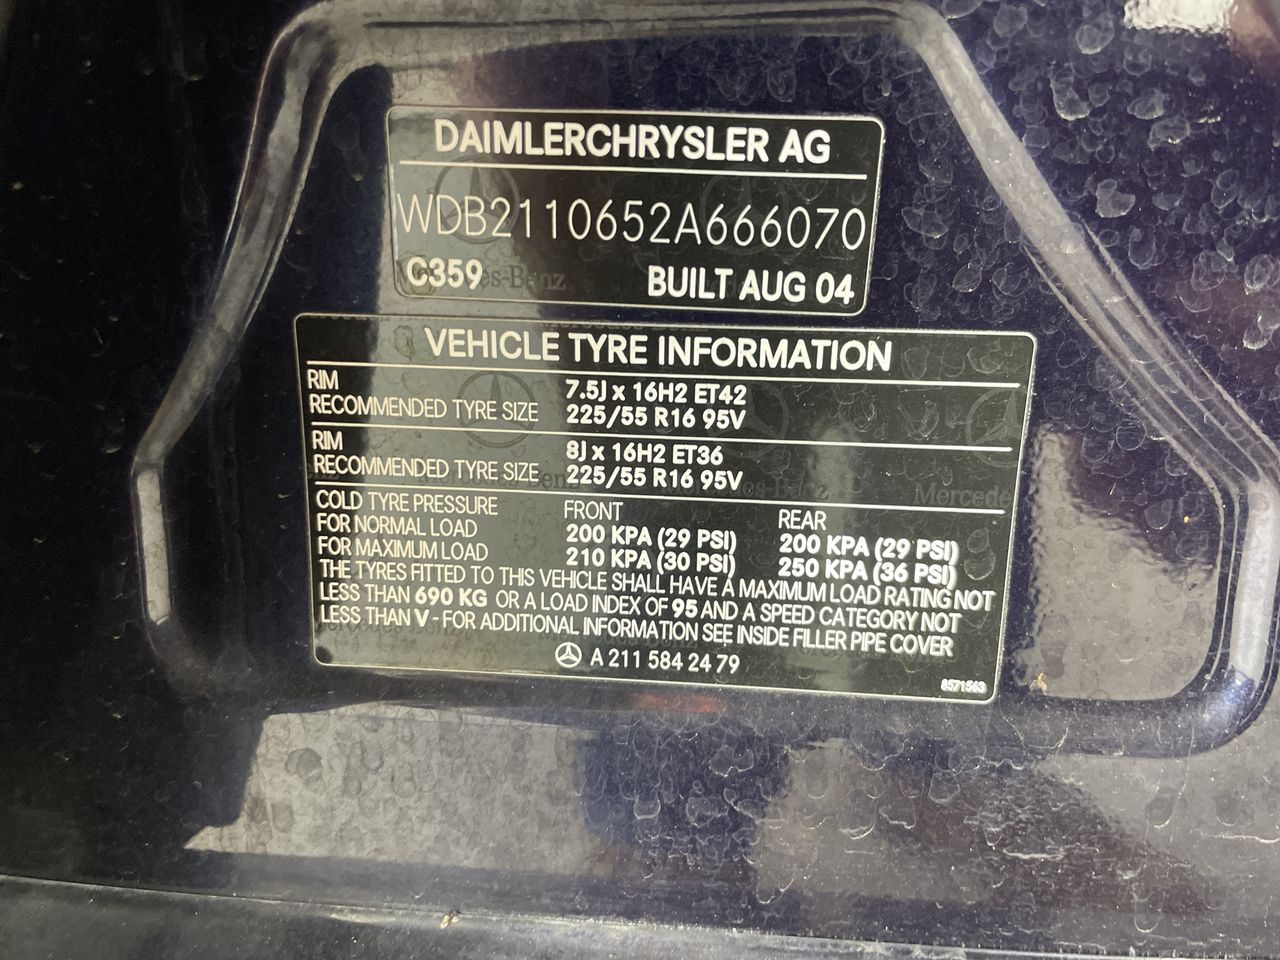 DAIMLERCHRYSLER AG
WDB2110652A666070
C359 BUILT AUG 04
VEHICLE TYRE INFORMATION
RIM 7.5J x 16H2 ET42
RECOMMENDED TYRE SIZE 225/55 R16 95V
RIM 8J x 16H2 ET36
RECOMMENDED TYRE SIZE 225/55 R16 95V
COLD TYRE PRESSURE FRONT REAR
FOR NORMAL LOAD 200 KPA (29 PSI) 200 KPA (29 PSI)
FOR MAXIMUM LOAD 210 KPA (30 PSI) 250 KPA (36 PSI)
THE TYRES FITTED TO THIS VEHICLE SHALL HAVE A MAXIMUM LOAD RATING NOT
LESS THAN 690 KG OR A LOAD INDEX OF 95 AND A SPEED CATEGORY NOT
LESS THAN V - FOR ADDITIONAL INFORMATION SEE INSIDE FILLER PIPE COVER
A 211 584 24 79
8571563